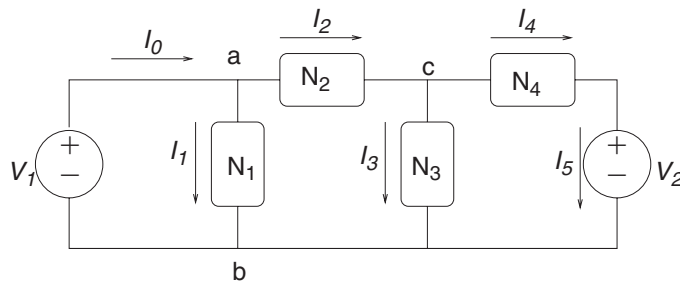 I₂ I₄
I₀ a c
N₂ N₄
+ I₁ N₁ I₃ N₃ I₅ +
V₁ − − V₂
b